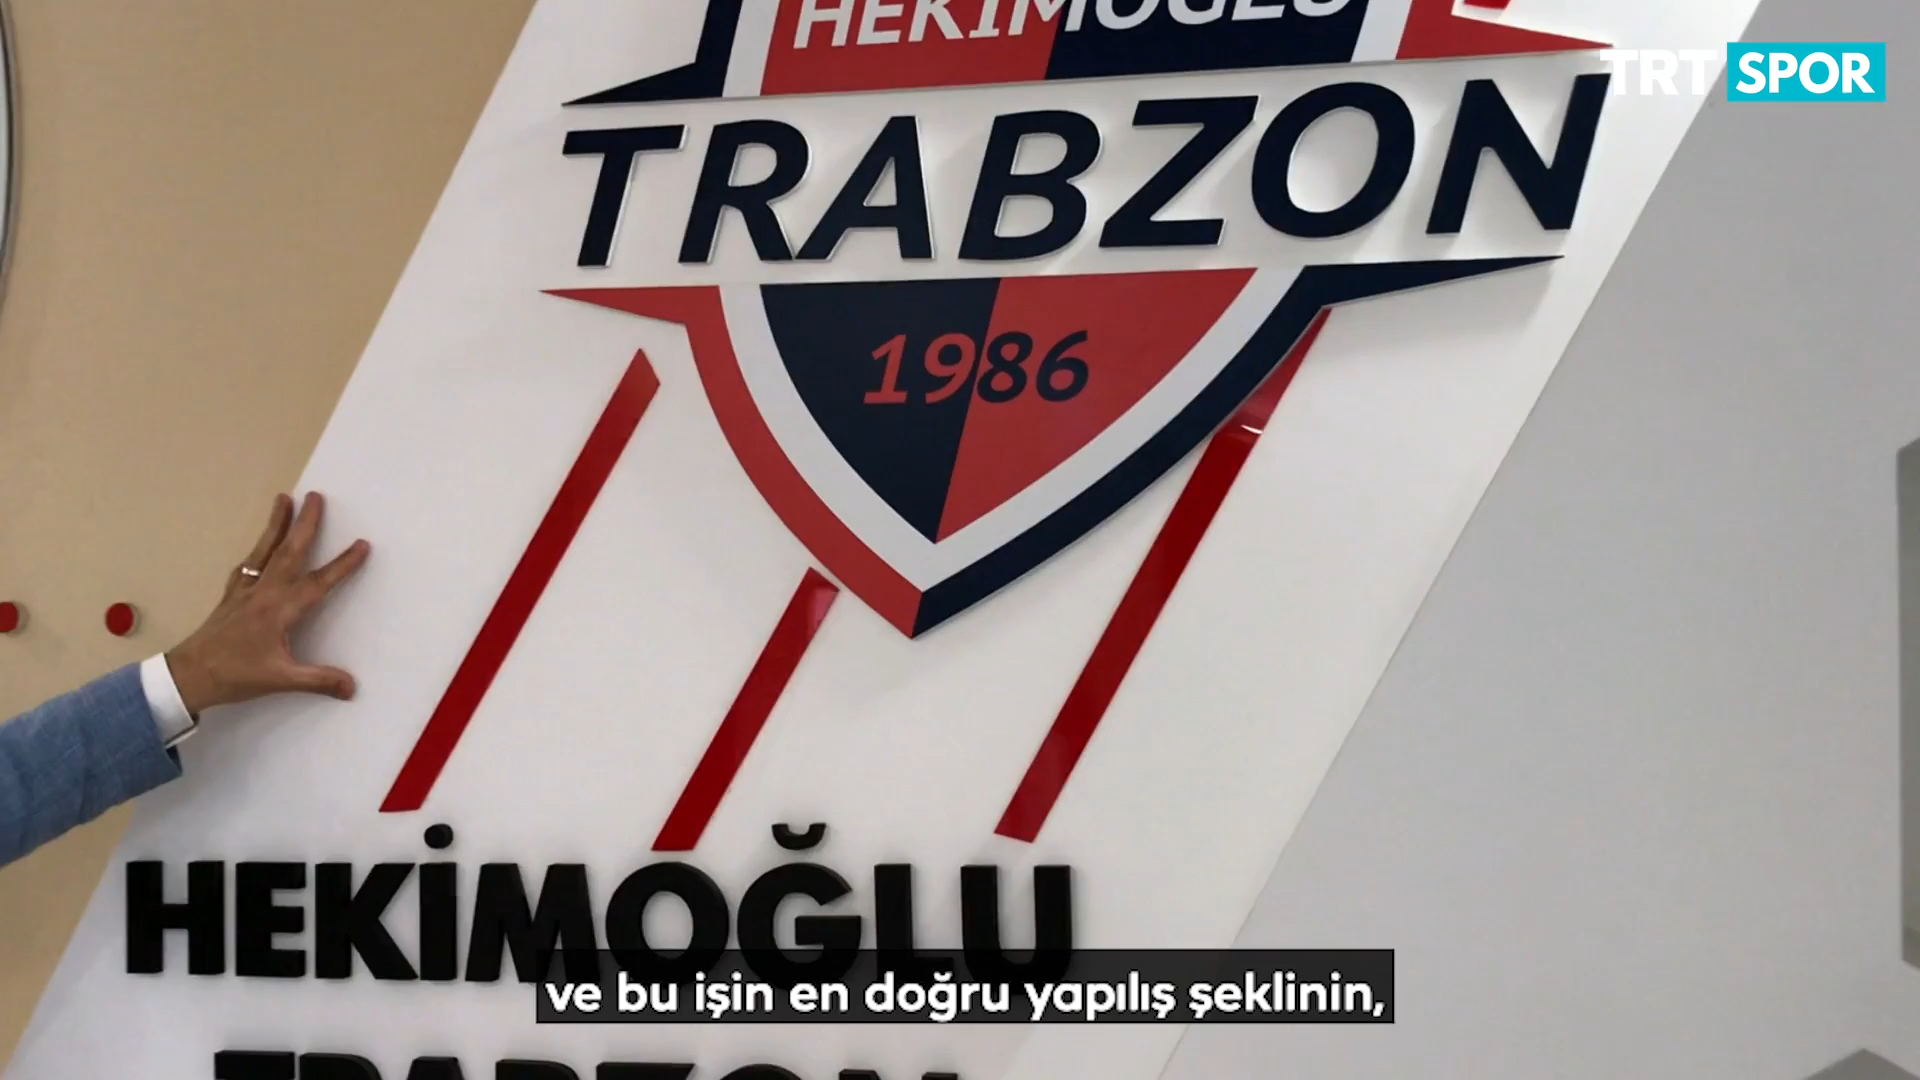 HEKİMOĞLU
TRT SPOR
TRABZON
1986
HEKİMOĞLU
ve bu işin en doğru yapılış şeklinin,
TRABZON